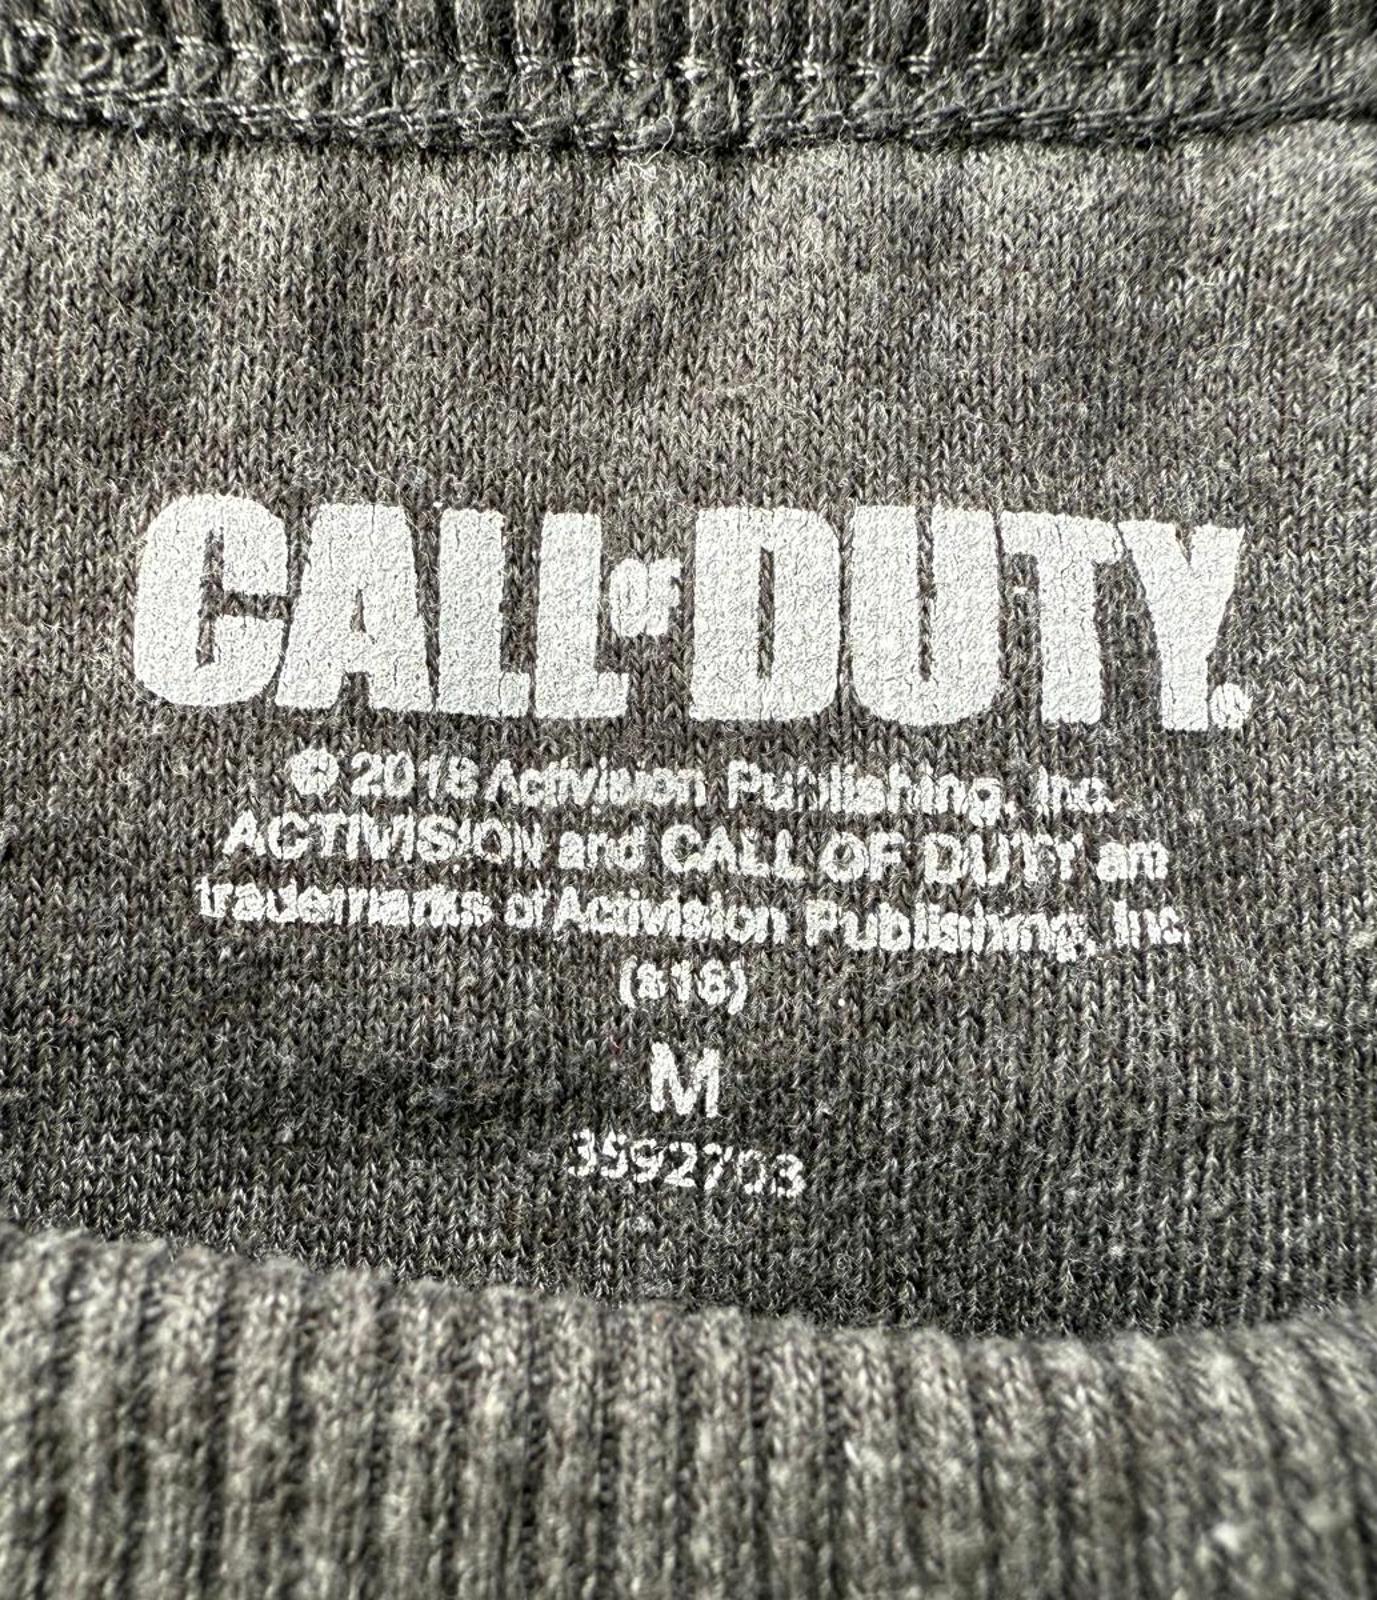 CALL OF DUTY®
© 2018 Activision Publishing, Inc.
ACTIVISION and CALL OF DUTY are
trademarks of Activision Publishing, Inc.
(s18)
M
3592703